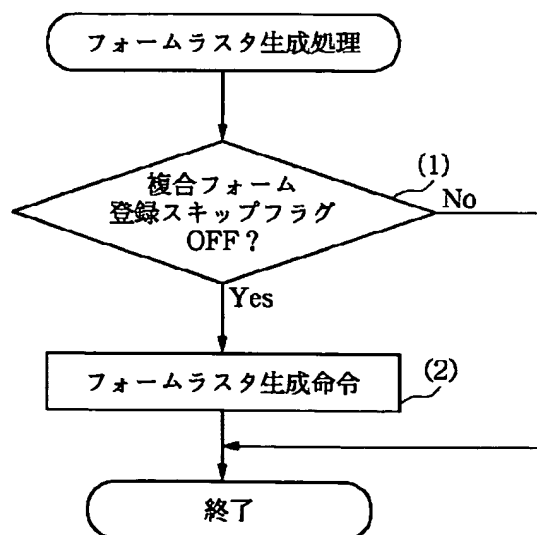 フォームラスタ生成処理
(1)
複合フォーム
登録スキップフラグ
OFF?
No
Yes
フォームラスタ生成命令
(2)
終了